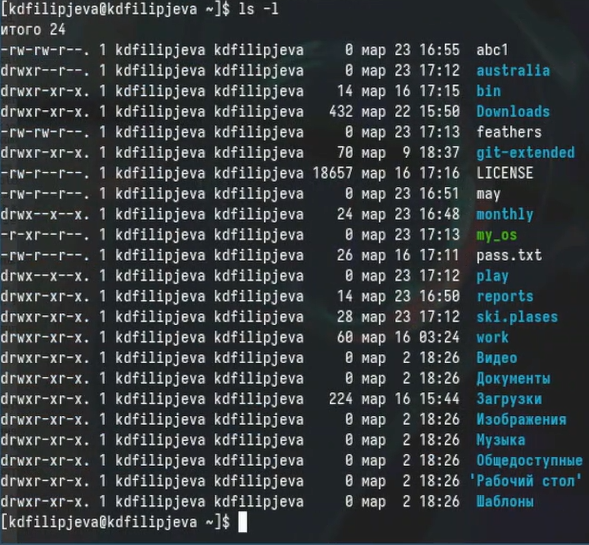 [kdfilipjeva@kdfilipjeva ~]$ ls -l
итого 24
-rw-rw-r--. 1 kdfilipjeva kdfilipjeva     0 мар 23 16:55  abc1
drwxr--r--. 1 kdfilipjeva kdfilipjeva     0 мар 23 17:12  australia
drwxr-xr-x. 1 kdfilipjeva kdfilipjeva    14 мар 16 17:15  bin
drwxr-xr-x. 1 kdfilipjeva kdfilipjeva   432 мар 22 15:50  Downloads
-rw-rw-r--. 1 kdfilipjeva kdfilipjeva     0 мар 23 17:13  feathers
drwxr-xr-x. 1 kdfilipjeva kdfilipjeva    70 мар  9 18:37  git-extended
-rw-r--r--. 1 kdfilipjeva kdfilipjeva 18657 мар 16 17:16  LICENSE
-rw-r--r--. 1 kdfilipjeva kdfilipjeva     0 мар 23 16:51  may
drwx--x--x. 1 kdfilipjeva kdfilipjeva    24 мар 23 16:48  monthly
-r-xr--r--. 1 kdfilipjeva kdfilipjeva     0 мар 23 17:13  my_os
-rw-r--r--. 1 kdfilipjeva kdfilipjeva    26 мар 16 17:11  pass.txt
drwx--x--x. 1 kdfilipjeva kdfilipjeva     0 мар 23 17:12  play
drwxr-xr-x. 1 kdfilipjeva kdfilipjeva    14 мар 23 16:50  reports
drwxr-xr-x. 1 kdfilipjeva kdfilipjeva    28 мар 23 17:12  ski.plases
drwxr-xr-x. 1 kdfilipjeva kdfilipjeva    60 мар 16 03:24  work
drwxr-xr-x. 1 kdfilipjeva kdfilipjeva     0 мар  2 18:26  Видео
drwxr-xr-x. 1 kdfilipjeva kdfilipjeva     0 мар  2 18:26  Документы
drwxr-xr-x. 1 kdfilipjeva kdfilipjeva   224 мар 16 15:44  Загрузки
drwxr-xr-x. 1 kdfilipjeva kdfilipjeva     0 мар  2 18:26  Изображения
drwxr-xr-x. 1 kdfilipjeva kdfilipjeva     0 мар  2 18:26  Музыка
drwxr-xr-x. 1 kdfilipjeva kdfilipjeva     0 мар  2 18:26  Общедоступные
drwxr-xr-x. 1 kdfilipjeva kdfilipjeva     0 мар  2 18:26 'Рабочий стол'
drwxr-xr-x. 1 kdfilipjeva kdfilipjeva     0 мар  2 18:26  Шаблоны
[kdfilipjeva@kdfilipjeva ~]$